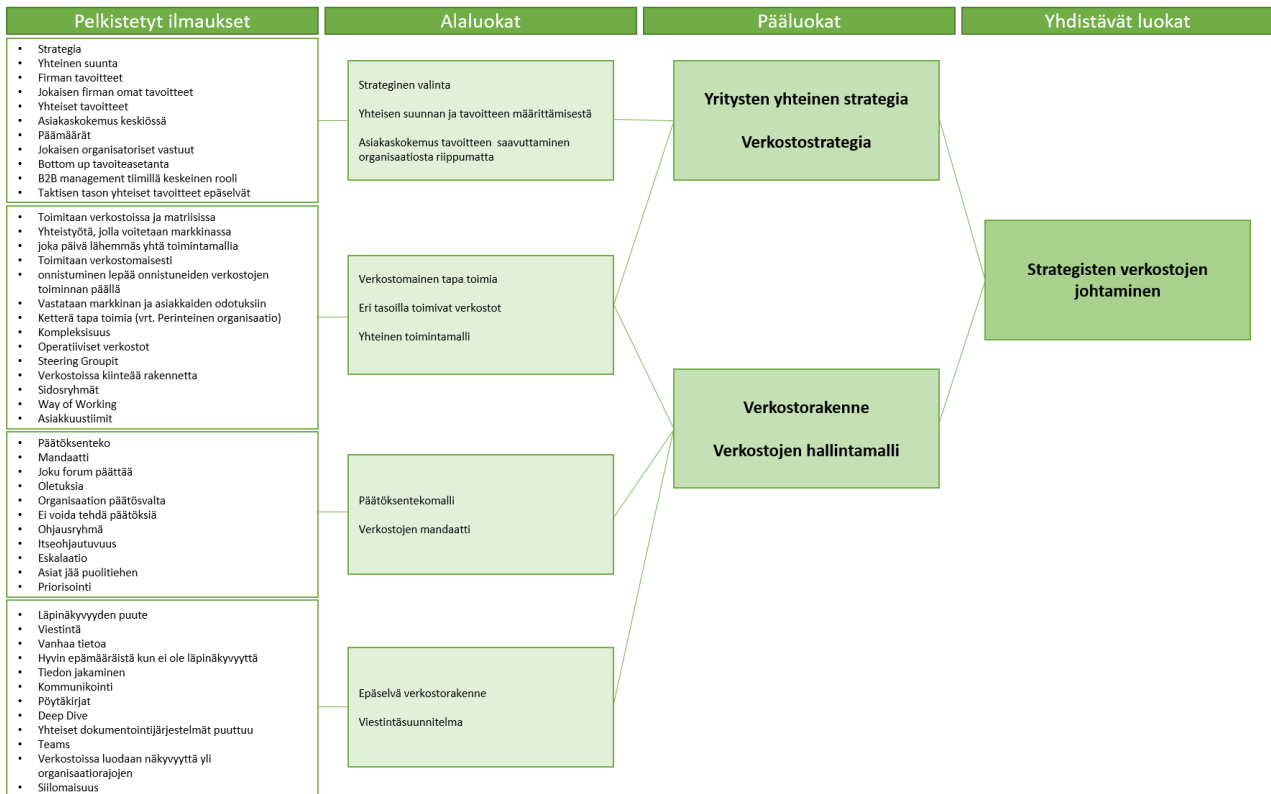 Pelkistetyt ilmaukset
Alaluokat
Pääluokat
Yhdistävät luokat
• Strategia
• Yhteinen suunta
• Firman tavoitteet
• Jokaisen firman omat tavoitteet
• Yhteiset tavoitteet
• Asiakaskokemus keskiössä
• Päämäärät
• Jokaisen organisatoriset vastuut
• Bottom up tavoiteasetanta
• B2B management tiimillä keskeinen rooli
• Taktisen tason yhteiset tavoitteet epäselvät
Strateginen valinta
Yhteisen suunnan ja tavoitteen määrittämisestä
Asiakaskokemus tavoitteen saavuttaminen
organisaatiosta riippumatta
Yritysten yhteinen strategia
Verkostostrategia
• Toimitaan verkostoissa ja matriisissa
• Yhteistyötä, jolla voitetaan markkinassa
• joka päivä lähemmäs yhtä toimintamallia
• Toimitaan verkostomaisesti
• onnistuminen lepää onnistuneiden verkostojen
toiminnan päällä
• Vastataan markkinan ja asiakkaiden odotuksiin
• Ketterä tapa toimia (vrt. Perinteinen organisaatio)
• Kompleksisuus
• Operatiiviset verkostot
• Steering Groupit
• Verkostoissa kiinteää rakennetta
• Sidosryhmät
• Way of Working
• Asiakkuustiimit
Verkostomainen tapa toimia
Eri tasoilla toimivat verkostot
Yhteinen toimintamalli
Strategisten verkostojen
johtaminen
Verkostorakenne
Verkostojen hallintamalli
• Päätöksenteko
• Mandaatti
• Joku forum päättää
• Oletuksia
• Organisaation päätösvalta
• Ei voida tehdä päätöksiä
• Ohjausryhmä
• Itseohjautuvuus
• Eskalaatio
• Asiat jää puolitiehen
• Priorisointi
Päätöksentekomalli
Verkostojen mandaatti
• Läpinäkyvyyden puute
• Viestintä
• Vanhaa tietoa
• Hyvin epämääräistä kun ei ole läpinäkyvyyttä
• Tiedon jakaminen
• Kommunikointi
• Pöytäkirjat
• Deep Dive
• Yhteiset dokumentointijärjestelmät puuttuu
• Teams
• Verkostoissa luodaan näkyvyyttä yli
organisaatiorajojen
• Siilomaisuus
Epäselvä verkostorakenne
Viestintäsuunnitelma